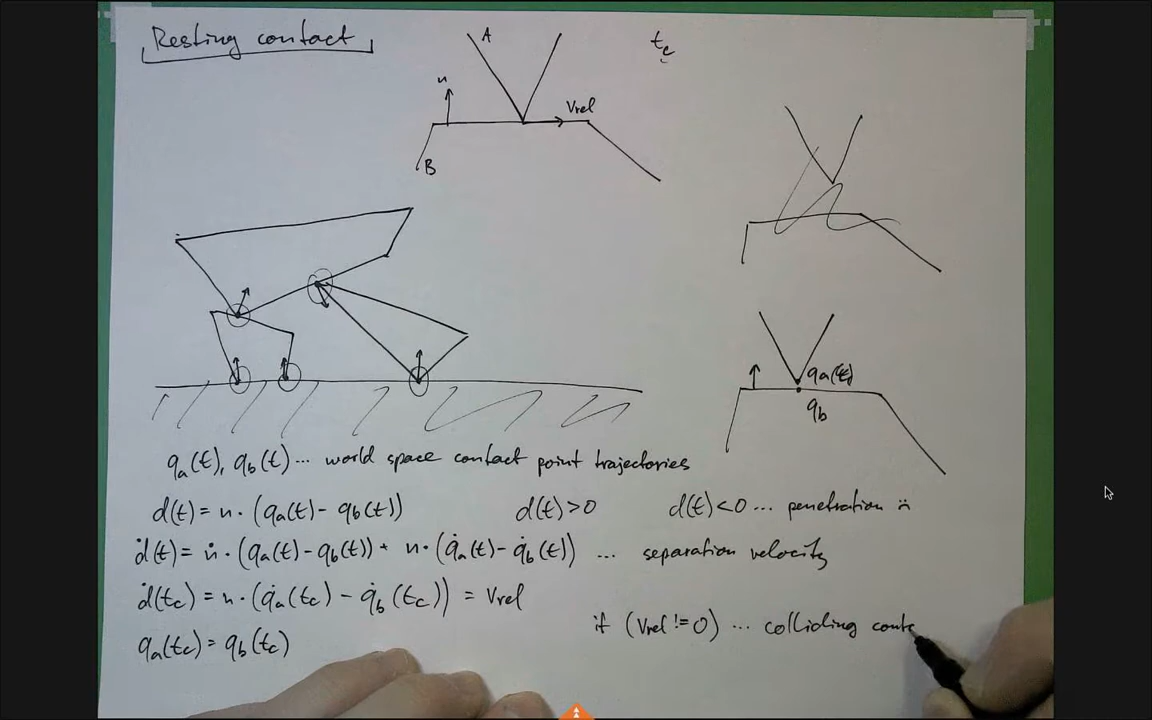 Resting contact
A
t_c
n
Vrel
B
qa(t)
qb
qa(t), qb(t) ... world space contact point trajectories
d(t) = n · (qa(t) - qb(t)) d(t) > 0 d(t) < 0 ... penetration :(
ḋ(t) = ṅ · (qa(t) - qb(t)) + n · (q̇a(t) - q̇b(t)) ... separation velocity
ḋ(tc) = n · (q̇a(tc) - q̇b(tc)) = Vrel
if (Vrel != 0) ... colliding conta
qa(tc) = qb(tc)